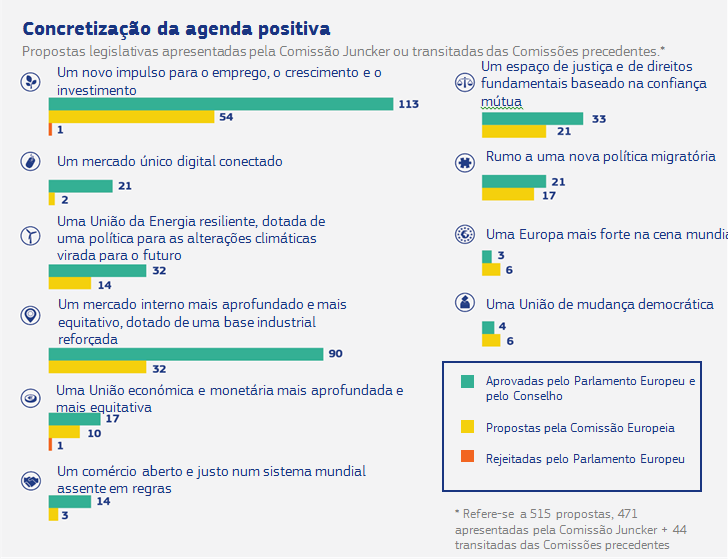 Concretização da agenda positiva
Propostas legislativas apresentadas pela Comissão Juncker ou transitadas das Comissões precedentes.*
Um novo impulso para o emprego, o crescimento e o
investimento
113
54
1
Um mercado único digital conectado
21
2
Uma União da Energia resiliente, dotada de
uma política para as alterações climáticas
virada para o futuro
32
14
Um mercado interno mais aprofundado e mais
equitativo, dotado de uma base industrial
reforçada
90
32
Uma União económica e monetária mais aprofundada e
mais equitativa
17
10
1
Um comércio aberto e justo num sistema mundial
assente em regras
14
3
Um espaço de justiça e de direitos
fundamentais baseado na confiança
mútua
33
21
Rumo a uma nova política migratória
21
17
Uma Europa mais forte na cena mundia
3
6
Uma União de mudança democrática
4
6
Aprovadas pelo Parlamento Europeu e
pelo Conselho
Propostas pela Comissão Europeia
Rejeitadas pelo Parlamento Europeu
* Refere-se a 515 propostas, 471
apresentadas pela Comissão Juncker + 44
transitadas das Comissões precedentes